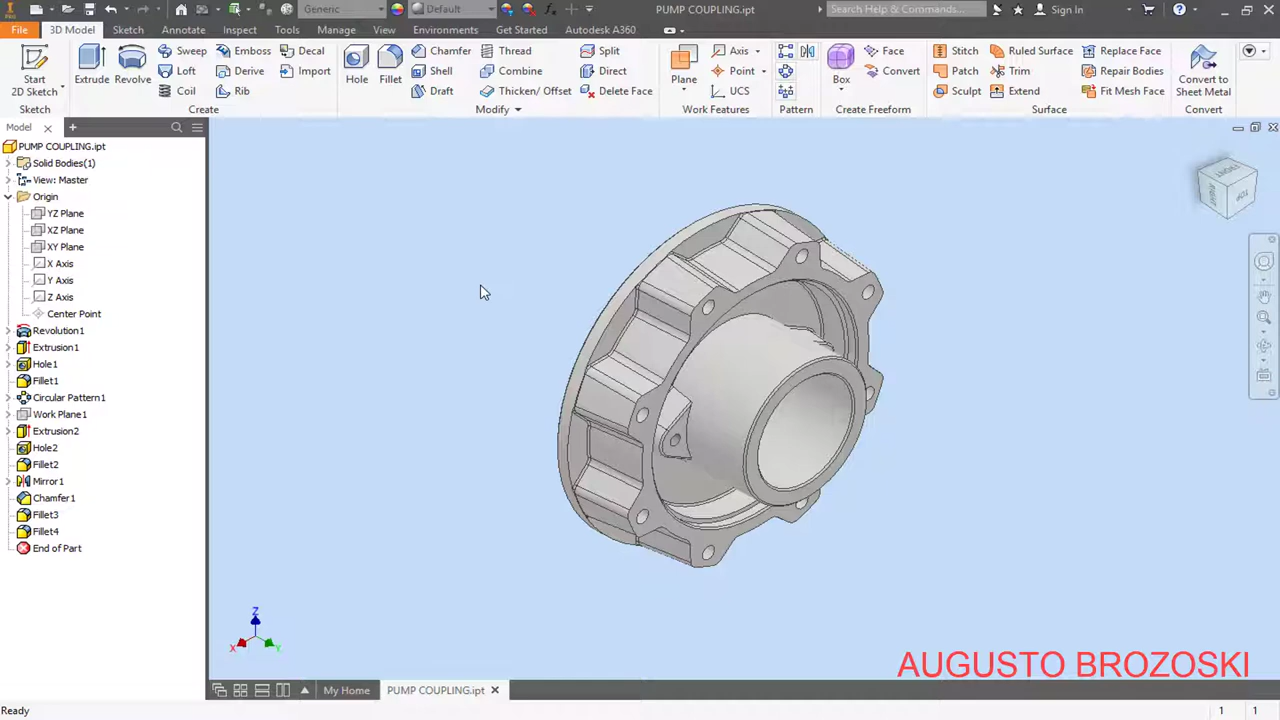 Generic
Default
PUMP COUPLING.ipt
Search Help & Commands...
Sign In
File
3D Model
Sketch
Annotate
Inspect
Tools
Manage
View
Environments
Get Started
Autodesk A360
Start
2D Sketch
Extrude
Revolve
Sweep
Loft
Coil
Emboss
Derive
Rib
Decal
Import
Hole
Fillet
Chamfer
Shell
Draft
Thread
Combine
Thicken/ Offset
Split
Direct
Delete Face
Plane
Axis
Point
UCS
Box
Face
Convert
Stitch
Patch
Sculpt
Ruled Surface
Trim
Extend
Replace Face
Repair Bodies
Fit Mesh Face
Convert to
Sheet Metal
Sketch
Create
Modify
Work Features
Pattern
Create Freeform
Surface
Convert
Model
PUMP COUPLING.ipt
Solid Bodies(1)
View: Master
Origin
YZ Plane
XZ Plane
XY Plane
X Axis
Y Axis
Z Axis
Center Point
Revolution1
Extrusion1
Hole1
Fillet1
Circular Pattern1
Work Plane1
Extrusion2
Hole2
Fillet2
Mirror1
Chamfer1
Fillet3
Fillet4
End of Part
FRONT
RIGHT
TOP
Z
X
Y
AUGUSTO BROZOSKI
My Home
PUMP COUPLING.ipt
Ready
1
1